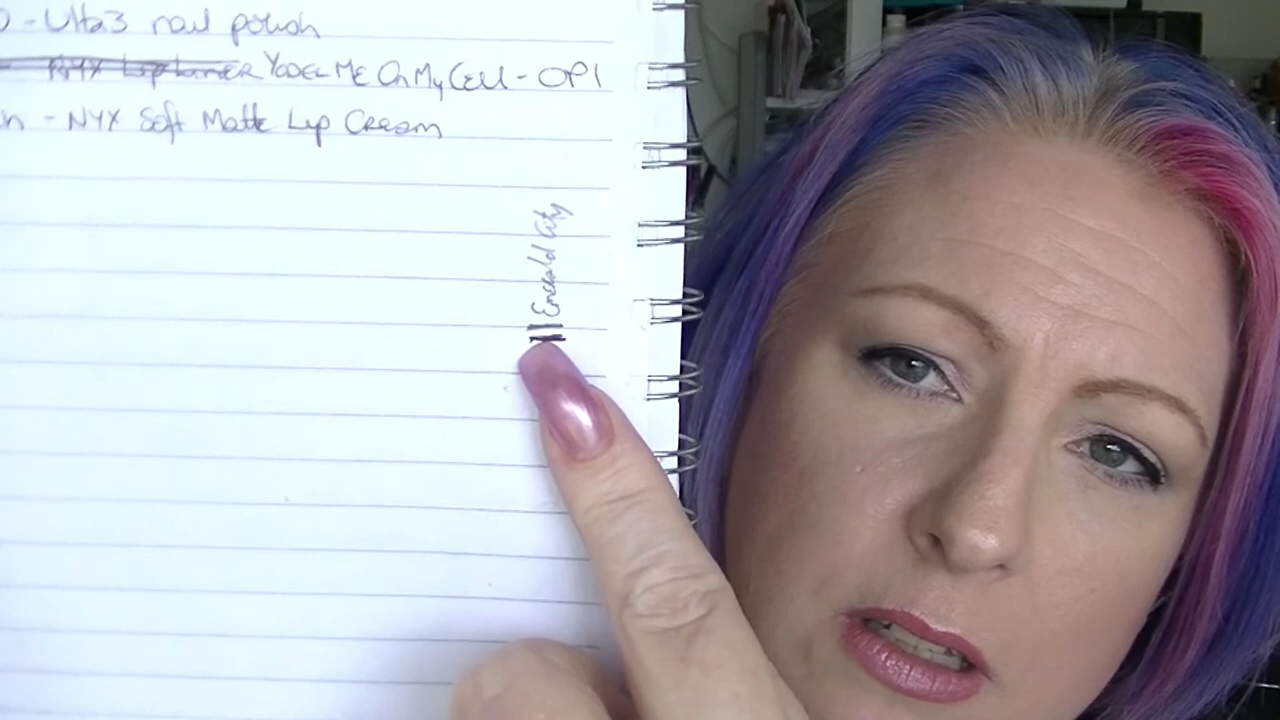 - Ulta3 nail polish
YODEL ME ON MY CELL - OPI
- NYX Soft Matte Lip Cream
Emerald City